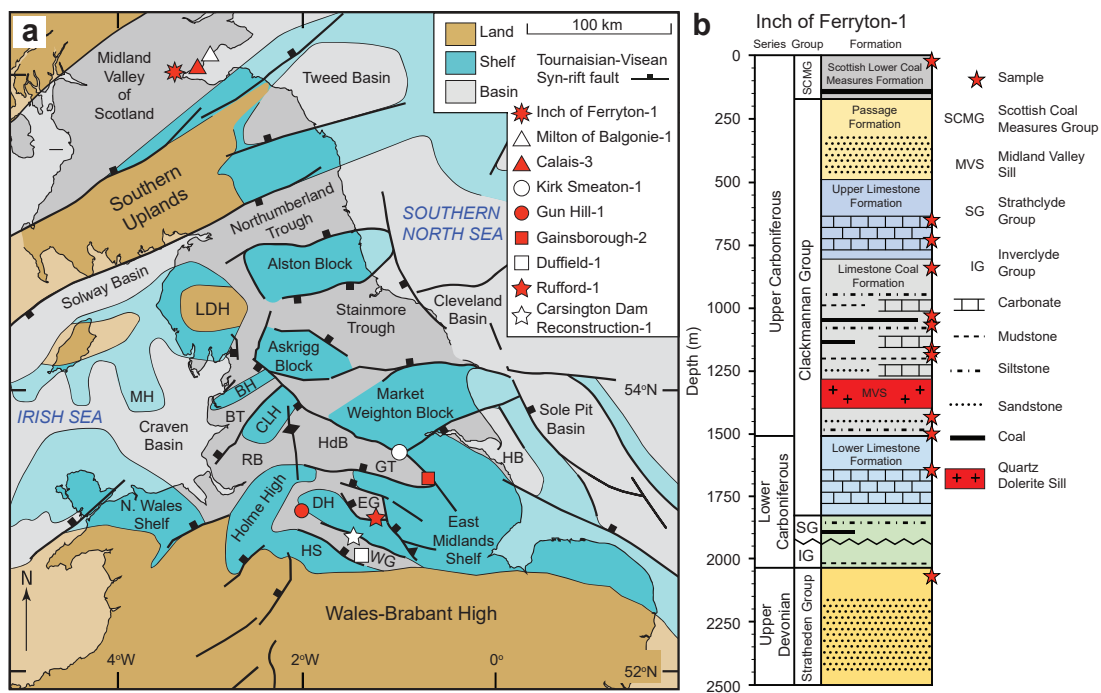 a
Midland
Valley
of
Scotland
Tweed Basin
Southern
Uplands
Northumberland
Trough
SOUTHERN
NORTH SEA
Solway Basin
Alston Block
LDH
Stainmore
Trough
Cleveland
Basin
Askrigg
Block
BH
MH
BT
CLH
Market
Weighton Block
Sole Pit
Basin
54°N
IRISH SEA
Craven
Basin
RB
HdB
GT
HB
N. Wales
Shelf
Holme High
DH
EG
East
Midlands
Shelf
HS
WG
N
Wales-Brabant High
4°W
2°W
0°
52°N
Land
Shelf
Basin
100 km
Tournaisian-Visean
Syn-rift fault
Inch of Ferryton-1
Milton of Balgonie-1
Calais-3
Kirk Smeaton-1
Gun Hill-1
Gainsborough-2
Duffield-1
Rufford-1
Carsington Dam
Reconstruction-1
b
Inch of Ferryton-1
Series
Group
Formation
Depth (m)
0
250
500
750
1000
1250
1500
1750
2000
2250
2500
Upper Carboniferous
Lower
Carboniferous
Upper
Devonian
SCMG
Clackmannan Group
SG
IG
Stratheden Group
Scottish Lower Coal
Measures Formation
Passage
Formation
Upper Limestone
Formation
Limestone Coal
Formation
MVS
Lower Limestone
Formation
Sample
SCMG
Scottish Coal
Measures Group
MVS
Midland Valley
Sill
SG
Strathclyde
Group
IG
Inverclyde
Group
Carbonate
Mudstone
Siltstone
Sandstone
Coal
Quartz
Dolerite Sill